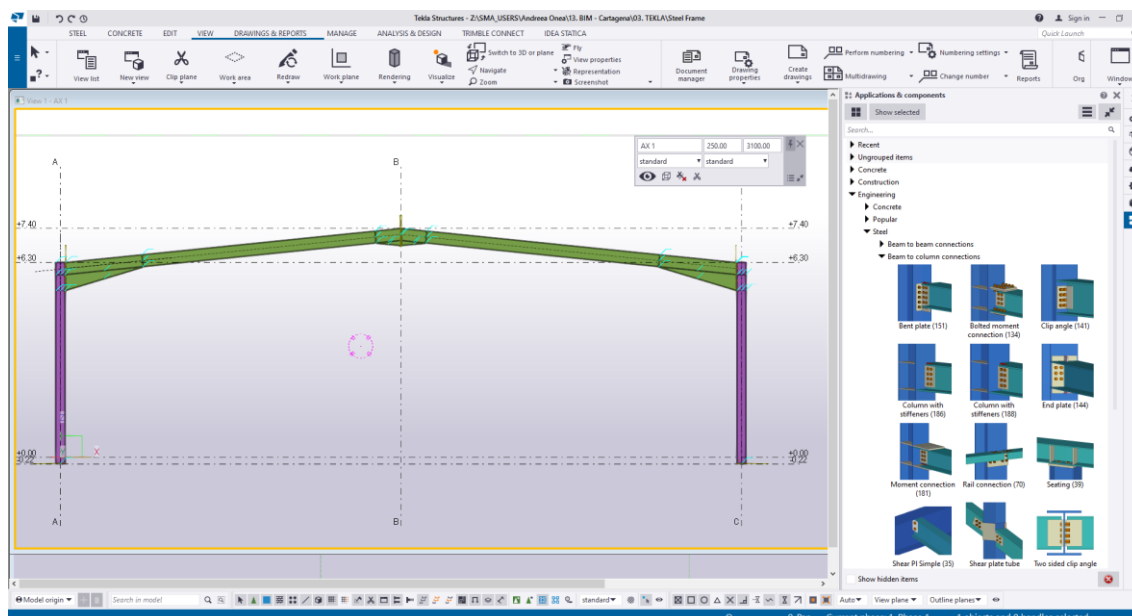 Tekla Structures - Z:\SMA_USERS\Andreea Onea\13. BIM - Cartagena\03. TEKLA\Steel Frame
Sign in
STEEL CONCRETE EDIT VIEW DRAWINGS & REPORTS MANAGE ANALYSIS & DESIGN TRIMBLE CONNECT IDEA STATICA
Quick Launch
View list
New view
Clip plane
Work area
Redraw
Work plane
Rendering
Visualize
Switch to 3D or plane
Navigate
Zoom
Fly
View properties
Representation
Screenshot
Document manager
Drawing properties
Create drawings
Perform numbering
Multidrawing
Numbering settings
Change number
Reports
Org
Window
View 1 - AX 1
AX 1 250.00 3100.00
standard standard
A B
+7.40 +7.40
+6.30 +6.30
X
+0.00 +0.00
-0.22 -0.22
A B C
Applications & components
Show selected
Search...
Recent
Ungrouped items
Concrete
Construction
Engineering
Concrete
Popular
Steel
Beam to beam connections
Beam to column connections
Bent plate (151)
Bolted moment connection (134)
Clip angle (141)
Column with stiffeners (186)
Column with stiffeners (188)
End plate (144)
Moment connection (181)
Rail connection (70)
Seating (39)
Shear Pl Simple (35)
Shear plate tube
Two sided clip angle
Show hidden items
Model origin
Search in model
standard
Auto
View plane
Outline planes